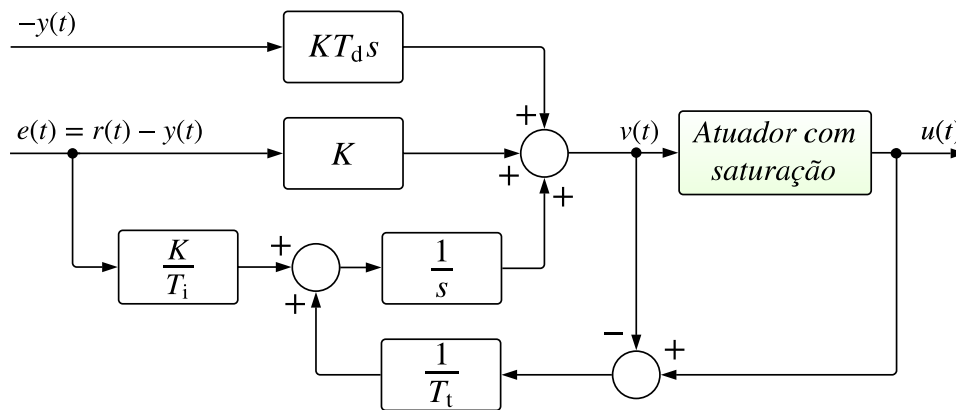 −y(t)
KT_d s
e(t) = r(t) − y(t)
K
+
+
+
v(t)
Atuador com
saturação
u(t)
K
T_i
+
+
1
s
−
+
1
T_t